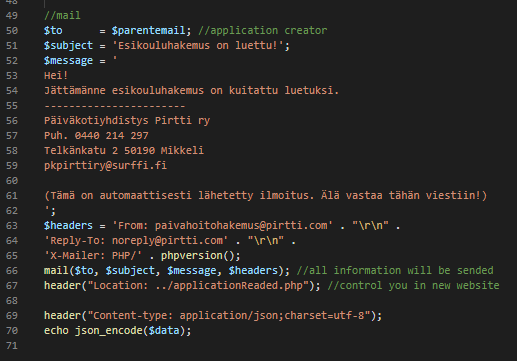 48
49 //mail
50 $to      = $parentemail; //application creator
51 $subject = 'Esikouluhakemus on luettu!';
52 $message = '
53 Hei!
54 Jättämänne esikouluhakemus on kuitattu luetuksi.
55 ----------------------
56 Päiväkotiyhdistys Pirtti ry
57 Puh. 0440 214 297
58 Telkänkatu 2 50190 Mikkeli
59 pkpirttiry@surffi.fi
60
61 (Tämä on automaattisesti lähetetty ilmoitus. Älä vastaa tähän viestiin!)
62 ';
63 $headers = 'From: paivahoitohakemus@pirtti.com' . "\r\n" .
64 'Reply-To: noreply@pirtti.com' . "\r\n" .
65 'X-Mailer: PHP/' . phpversion();
66 mail($to, $subject, $message, $headers); //all information will be sended
67 header("Location: ../applicationReaded.php"); //control you in new website
68
69 header("Content-type: application/json;charset=utf-8");
70 echo json_encode($data);
71